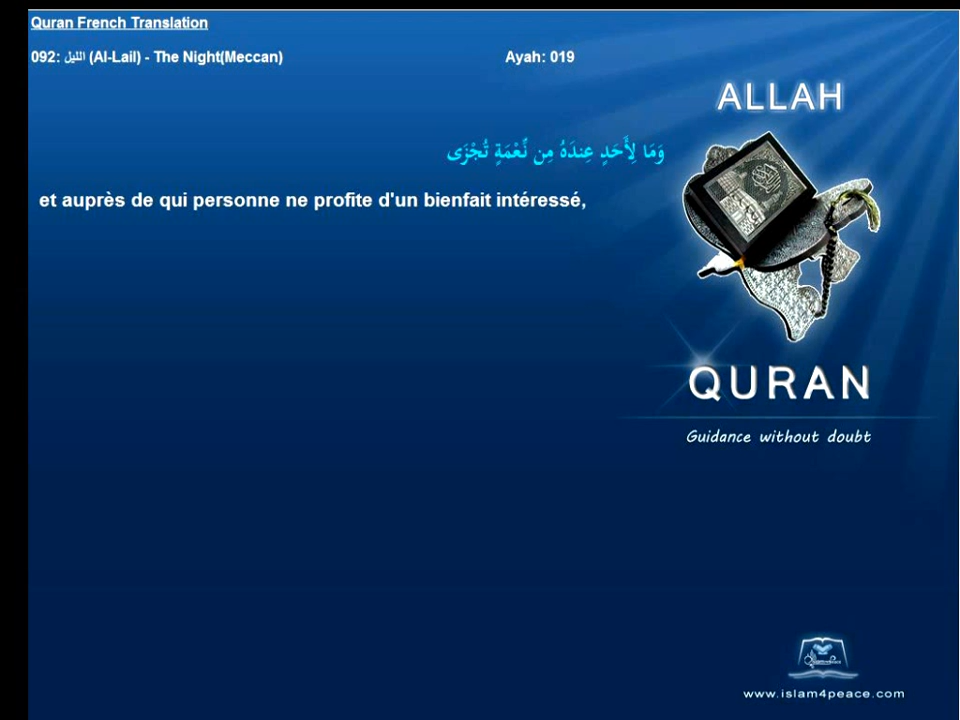 Quran French Translation
092: الليل (Al-Lail) - The Night(Meccan) Ayah: 019
ALLAH
وَمَا لِأَحَدٍ عِندَهُ مِن نِّعْمَةٍ تُجْزَى
et auprès de qui personne ne profite d'un bienfait intéressé,
QURAN
Guidance without doubt
www.islam4peace.com